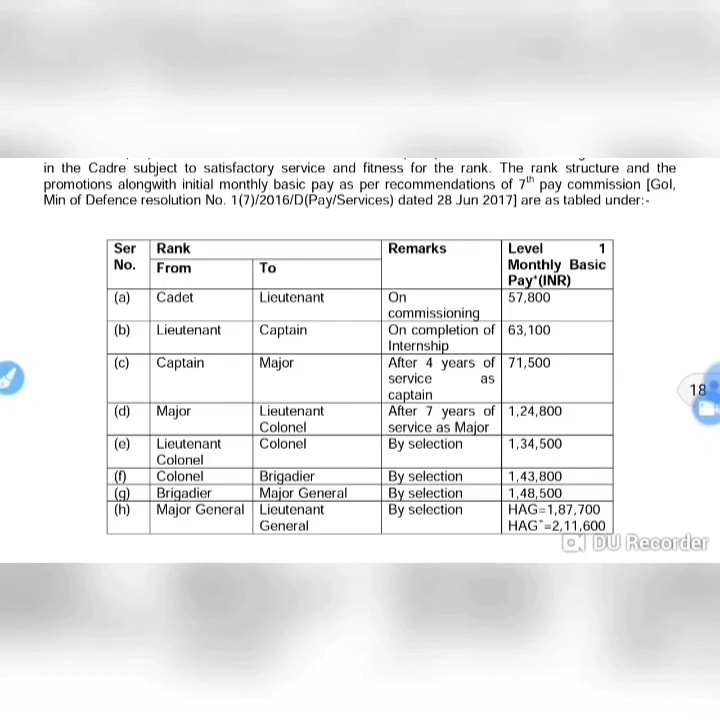 in the Cadre subject to satisfactory service and fitness for the rank. The rank structure and the
promotions alongwith initial monthly basic pay as per recommendations of 7th pay commission [GoI,
Min of Defence resolution No. 1(7)/2016/D(Pay/Services) dated 28 Jun 2017] are as tabled under:-
Ser No. Rank Remarks Level 1 Monthly Basic Pay*(INR)
From To
(a) Cadet Lieutenant On commissioning 57,800
(b) Lieutenant Captain On completion of Internship 63,100
(c) Captain Major After 4 years of service as captain 71,500
(d) Major Lieutenant Colonel After 7 years of service as Major 1,24,800
(e) Lieutenant Colonel Colonel By selection 1,34,500
(f) Colonel Brigadier By selection 1,43,800
(g) Brigadier Major General By selection 1,48,500
(h) Major General Lieutenant General By selection HAG=1,87,700
HAG+=2,11,600
18
DU Recorder